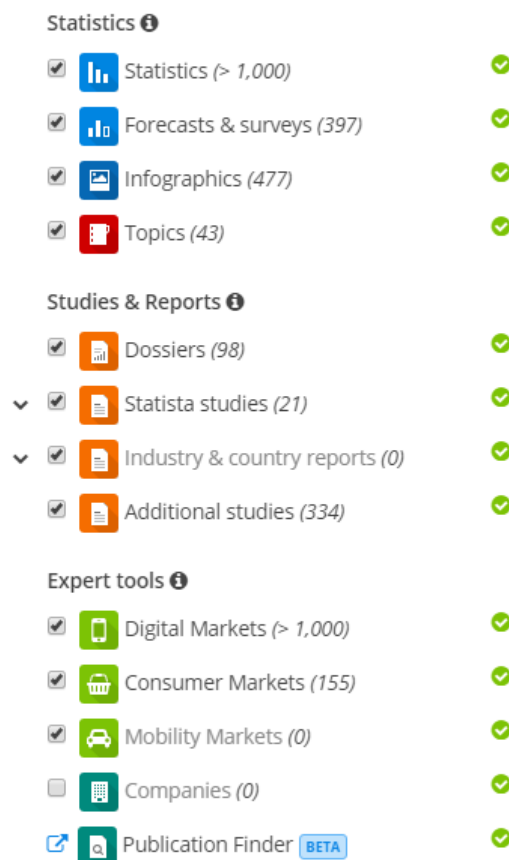 Statistics
Statistics (> 1,000)
Forecasts & surveys (397)
Infographics (477)
Topics (43)
Studies & Reports
Dossiers (98)
Statista studies (21)
Industry & country reports (0)
Additional studies (334)
Expert tools
Digital Markets (> 1,000)
Consumer Markets (155)
Mobility Markets (0)
Companies (0)
Publication Finder BETA